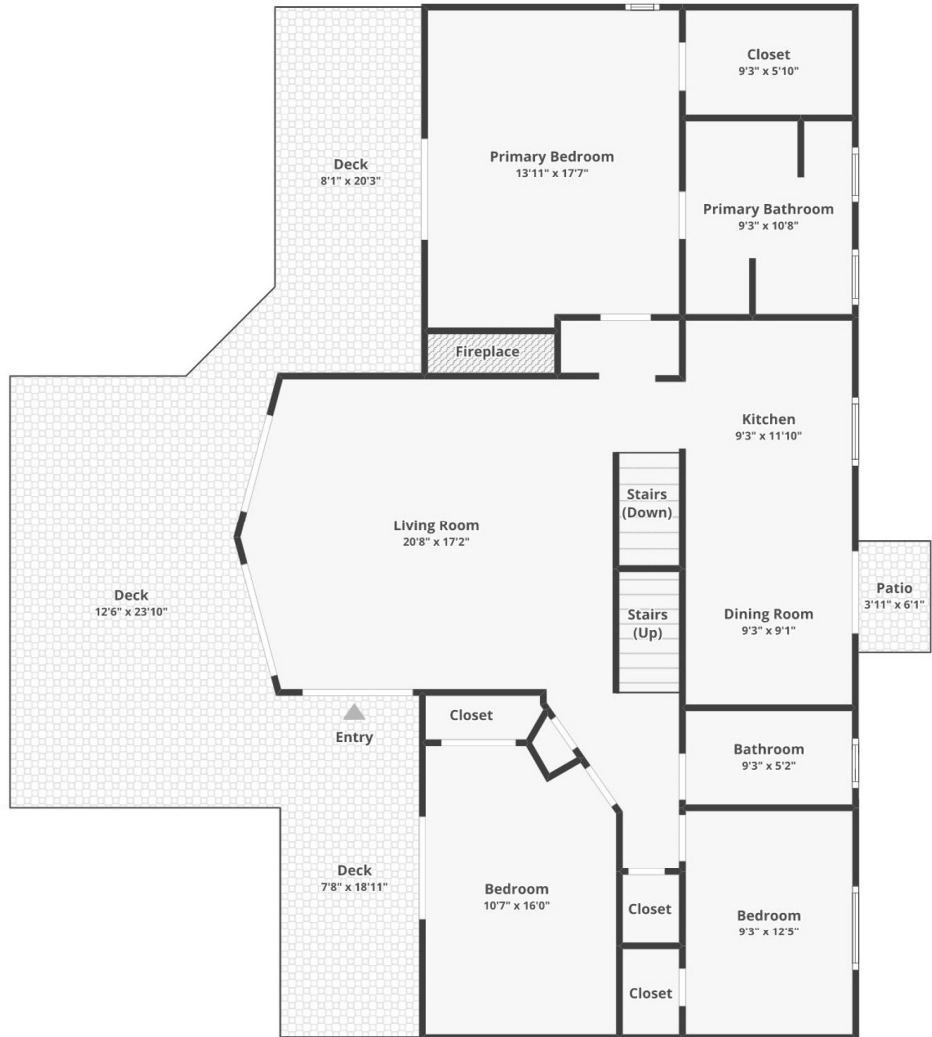 Closet
9'3" x 5'10"
Deck
8'1" x 20'3"
Primary Bedroom
13'11" x 17'7"
Primary Bathroom
9'3" x 10'8"
Fireplace
Kitchen
9'3" x 11'10"
Stairs
(Down)
Living Room
20'8" x 17'2"
Deck
12'6" x 23'10"
Patio
3'11" x 6'1"
Stairs
(Up)
Dining Room
9'3" x 9'1"
Closet
Entry
Bathroom
9'3" x 5'2"
Deck
7'8" x 18'11"
Bedroom
10'7" x 16'0"
Closet
Bedroom
9'3" x 12'5"
Closet